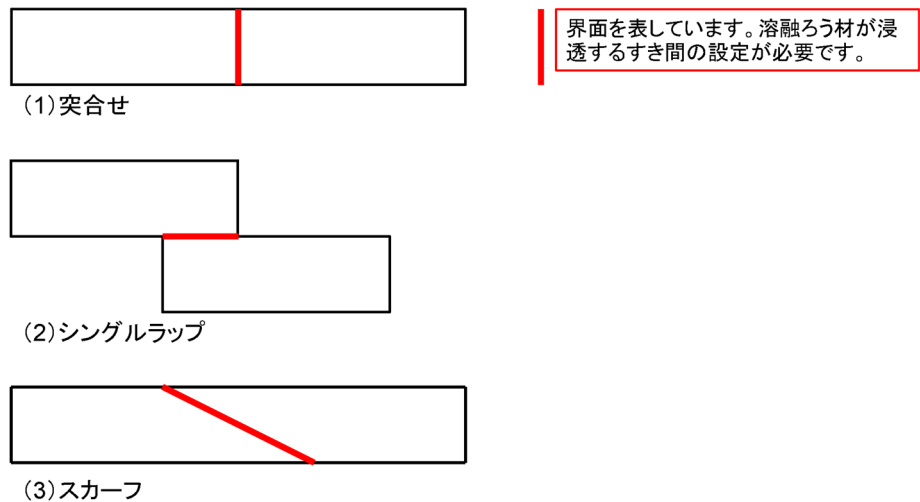 界面を表しています。溶融ろう材が浸
透するすき間の設定が必要です。
(1)突合せ
(2)シングルラップ
(3)スカーフ